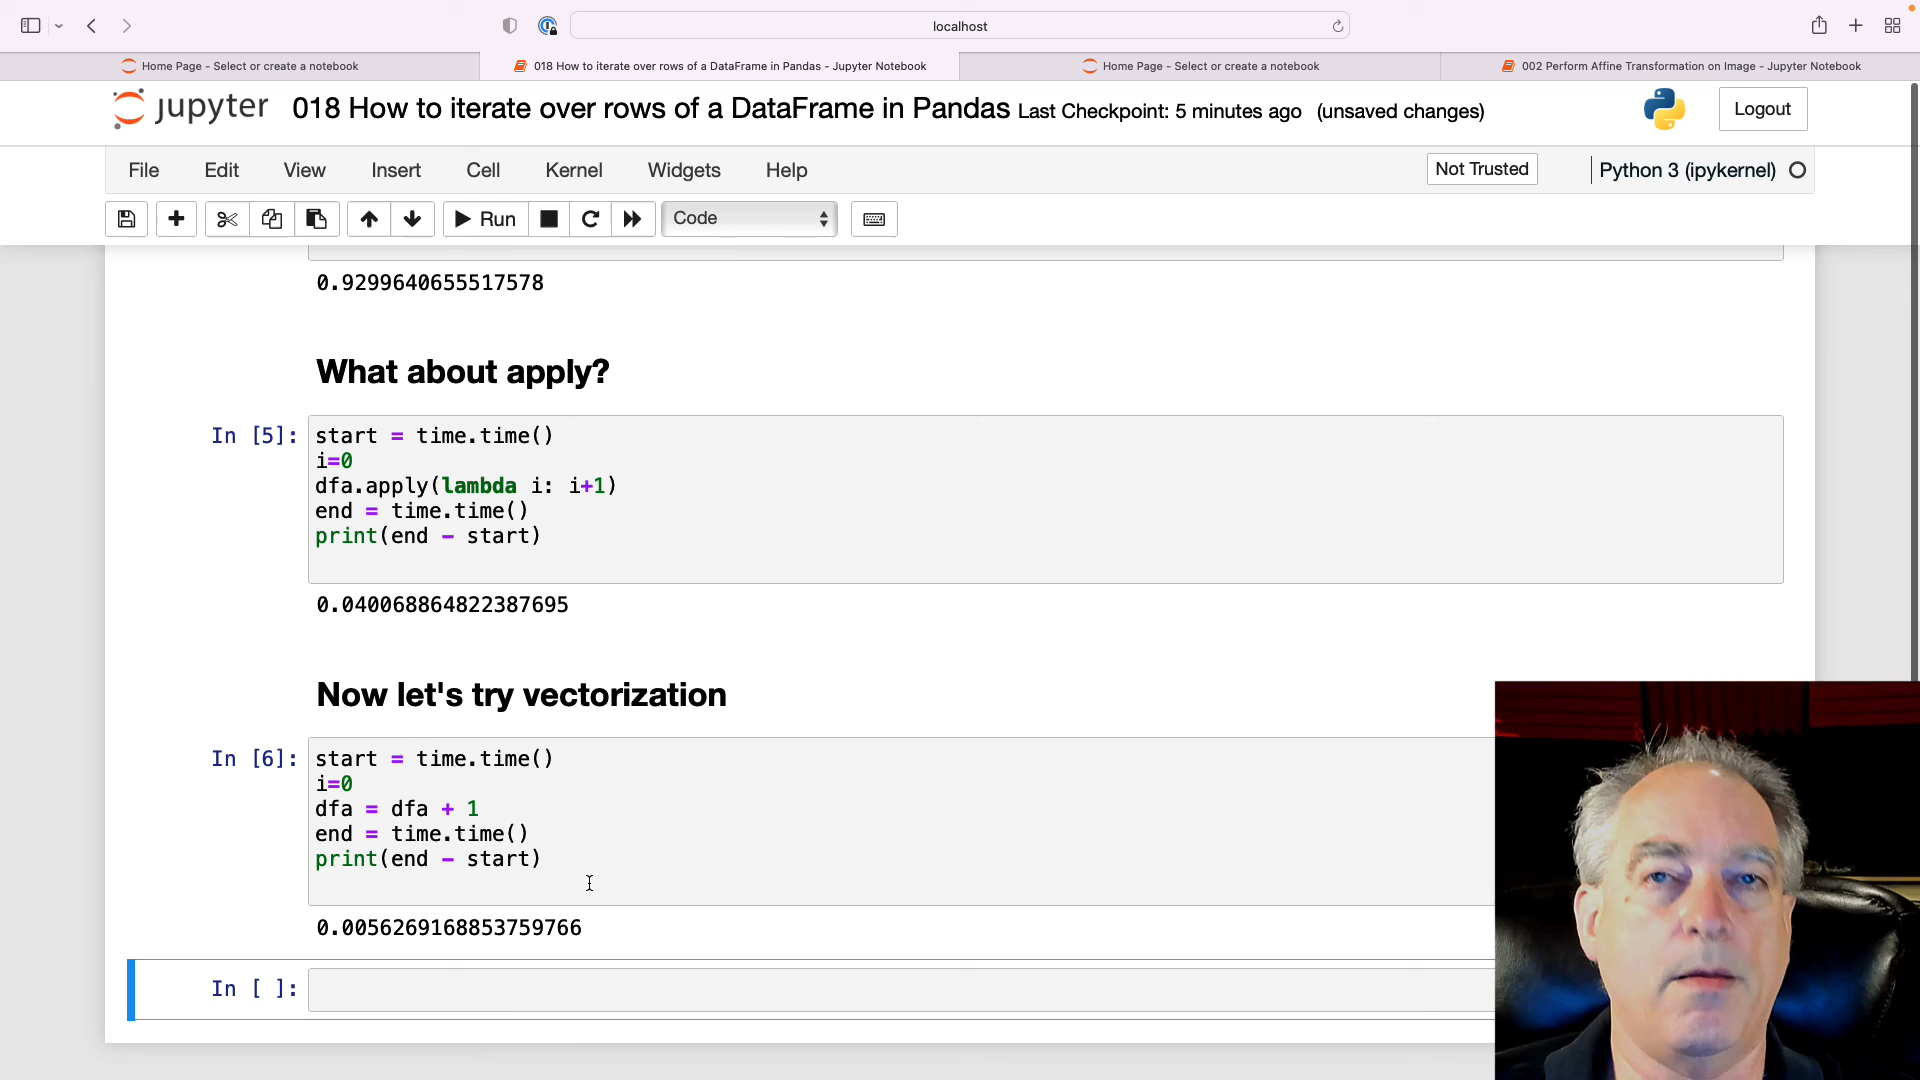 localhost
Home Page - Select or create a notebook
018 How to iterate over rows of a DataFrame in Pandas - Jupyter Notebook
Home Page - Select or create a notebook
002 Perform Affine Transformation on Image - Jupyter Notebook
jupyter 018 How to iterate over rows of a DataFrame in Pandas Last Checkpoint: 5 minutes ago (unsaved changes)
Logout
File Edit View Insert Cell Kernel Widgets Help
Not Trusted
Python 3 (ipykernel)
Run
Code
0.9299640655517578
What about apply?
In [5]:
start = time.time()
i=0
dfa.apply(lambda i: i+1)
end = time.time()
print(end - start)
0.040068864822387695
Now let's try vectorization
In [6]:
start = time.time()
i=0
dfa = dfa + 1
end = time.time()
print(end - start)
0.0056269168853759766
In [ ]: